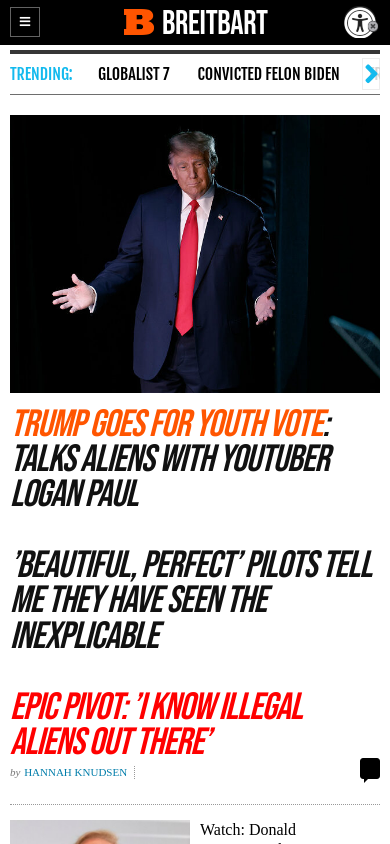 BREITBART
TRENDING:
GLOBALIST 7
CONVICTED FELON BIDEN
TRUMP GOES FOR YOUTH VOTE:
TALKS ALIENS WITH YOUTUBER
LOGAN PAUL
’BEAUTIFUL, PERFECT’ PILOTS TELL
ME THEY HAVE SEEN THE
INEXPLICABLE
EPIC PIVOT: ’I KNOW ILLEGAL
ALIENS OUT THERE’
by HANNAH KNUDSEN
Watch: Donald